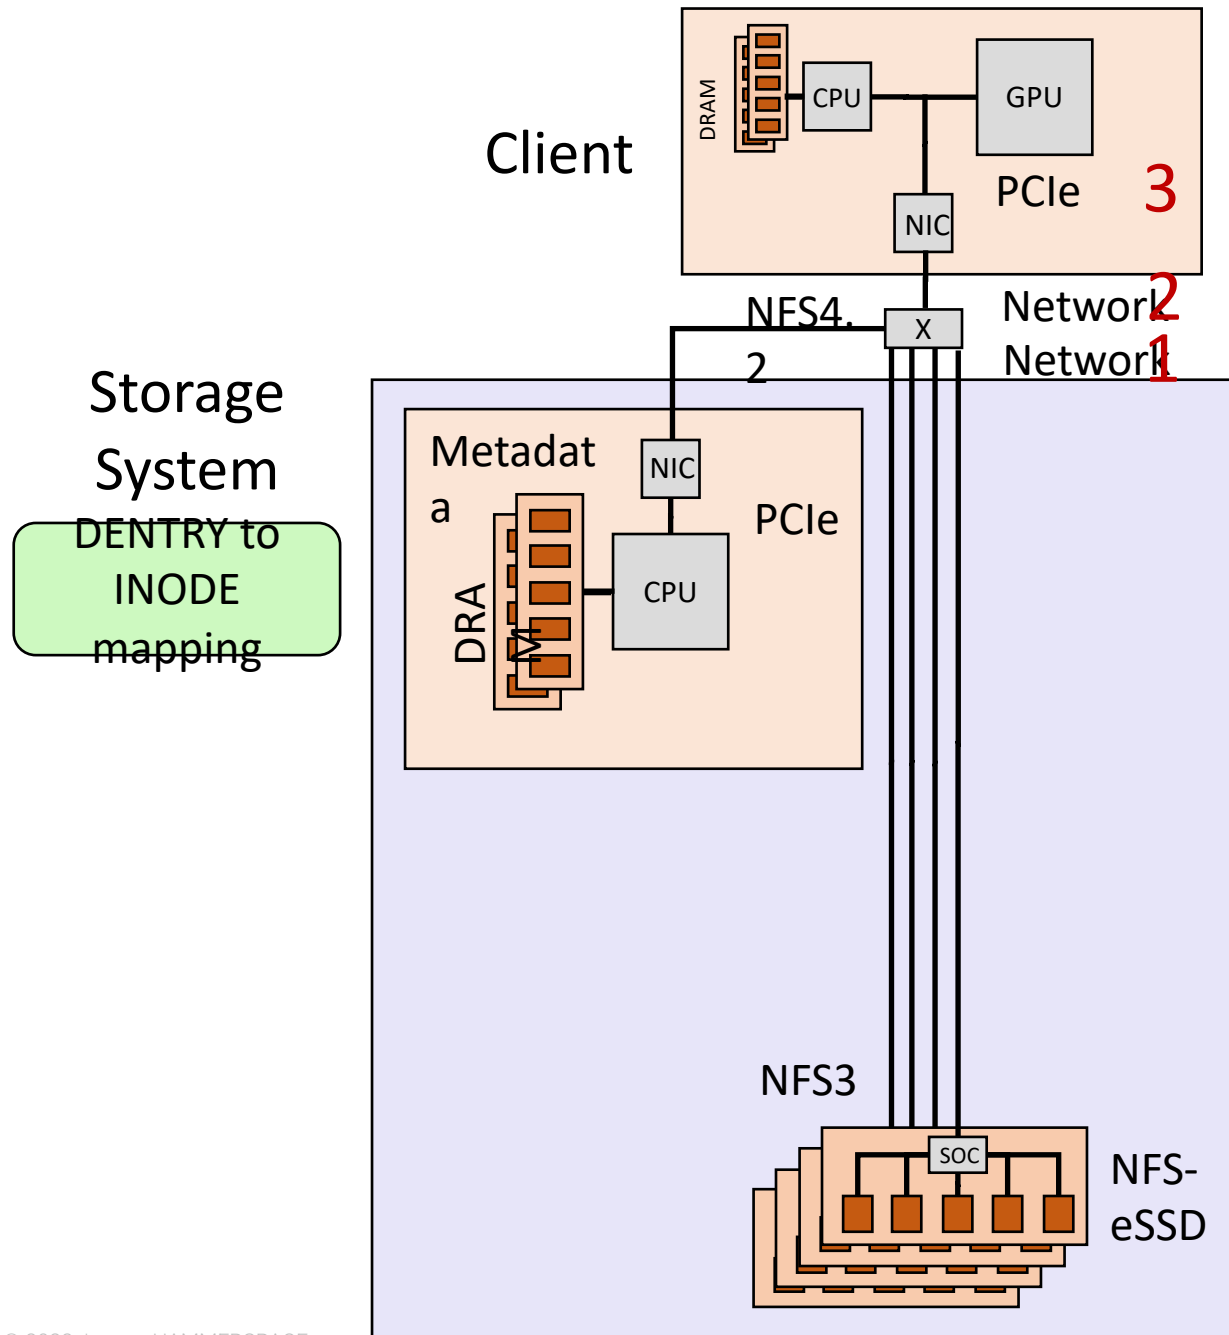 DRAM
CPU
GPU
Client
PCIe
3
NIC
2
NFS4.
2
X
Network
Network
1
Storage
System
Metadat
a
NIC
PCIe
DENTRY to
INODE
mapping
DRA
M
CPU
NFS3
SOC
NFS-
eSSD